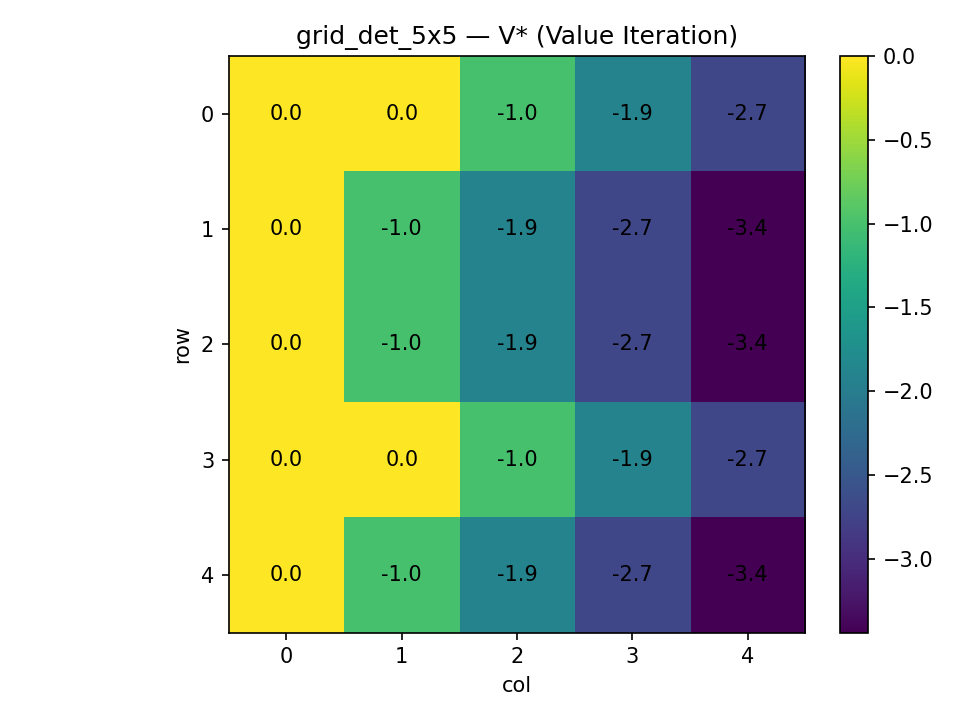 grid_det_5x5 — V* (Value Iteration)
0 0.0 0.0 -1.0 -1.9 -2.7
1 0.0 -1.0 -1.9 -2.7 -3.4
2 0.0 -1.0 -1.9 -2.7 -3.4
3 0.0 0.0 -1.0 -1.9 -2.7
4 0.0 -1.0 -1.9 -2.7 -3.4
0 1 2 3 4
row
col
0.0
−0.5
−1.0
−1.5
−2.0
−2.5
−3.0